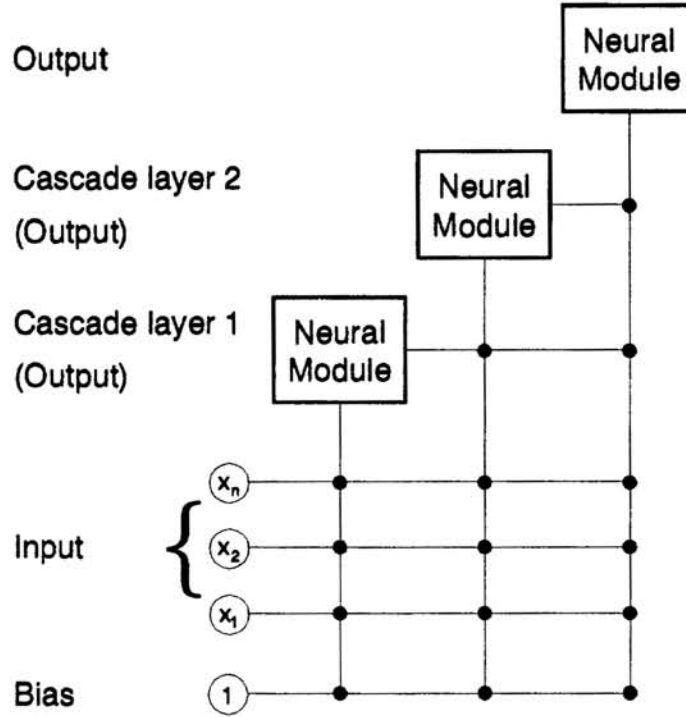 Output
Neural
Module
Cascade layer 2
(Output)
Neural
Module
Cascade layer 1
(Output)
Neural
Module
Input
xₙ
x₂
x₁
Bias
1